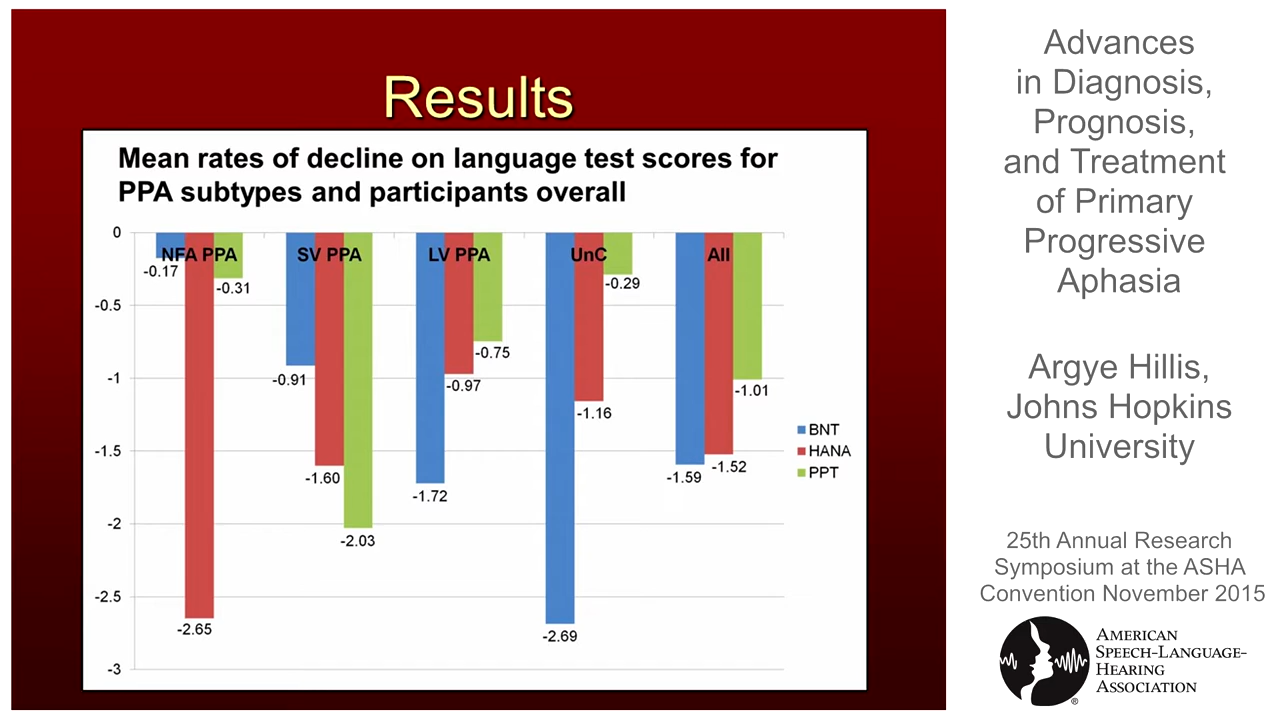 Results
Mean rates of decline on language test scores for
PPA subtypes and participants overall
0
-0.5
-1
-1.5
-2
-2.5
-3
NFA PPA
SV PPA
LV PPA
UnC
All
-0.17
-2.65
-0.31
-0.91
-1.60
-2.03
-1.72
-0.97
-0.75
-2.69
-1.16
-0.29
-1.59
-1.52
-1.01
BNT
HANA
PPT
Advances
in Diagnosis,
Prognosis,
and Treatment
of Primary
Progressive
Aphasia
Argye Hillis,
Johns Hopkins
University
25th Annual Research
Symposium at the ASHA
Convention November 2015
AMERICAN
SPEECH-LANGUAGE-
HEARING
ASSOCIATION
®